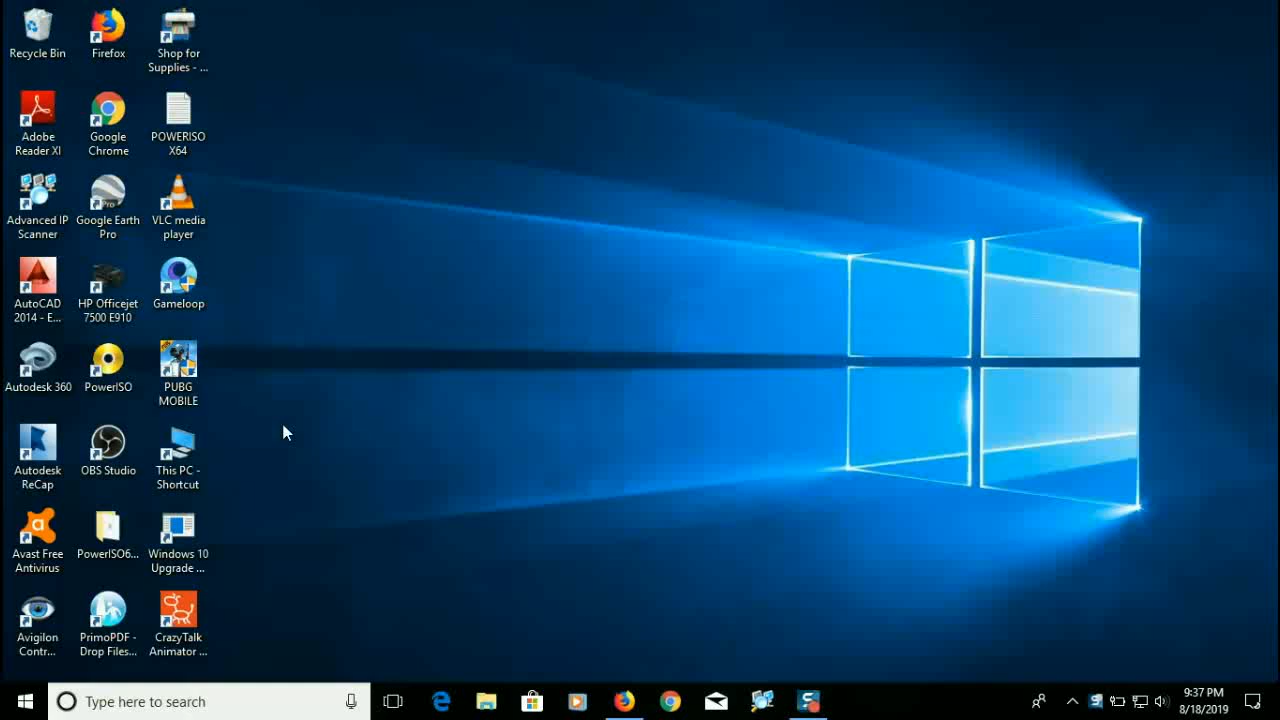 Recycle Bin
Firefox
Shop for
Supplies - ...
Adobe
Reader XI
Google
Chrome
POWERISO
X64
Advanced IP
Scanner
Google Earth
Pro
VLC media
player
AutoCAD
2014 - E...
HP Officejet
7500 E910
Gameloop
Autodesk 360
PowerISO
PUBG
MOBILE
Autodesk
ReCap
OBS Studio
This PC -
Shortcut
Avast Free
Antivirus
PowerISO6...
Windows 10
Upgrade ...
Avigilon
Contr...
PrimoPDF -
Drop Files...
CrazyTalk
Animator ...
Type here to search
9:37 PM
8/18/2019